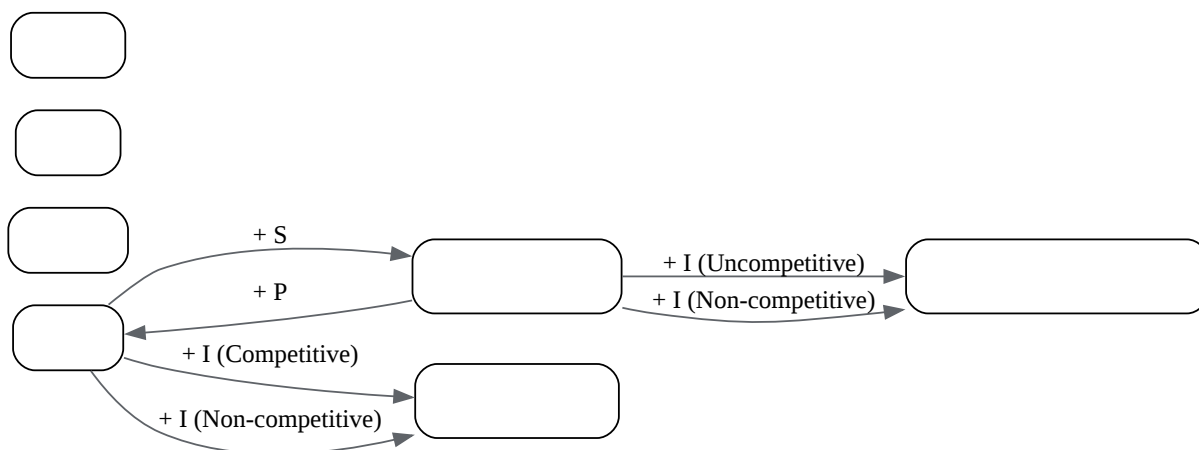 + S
+ I (Uncompetitive)
+ P
+ I (Non-competitive)
+ I (Competitive)
+ I (Non-competitive)